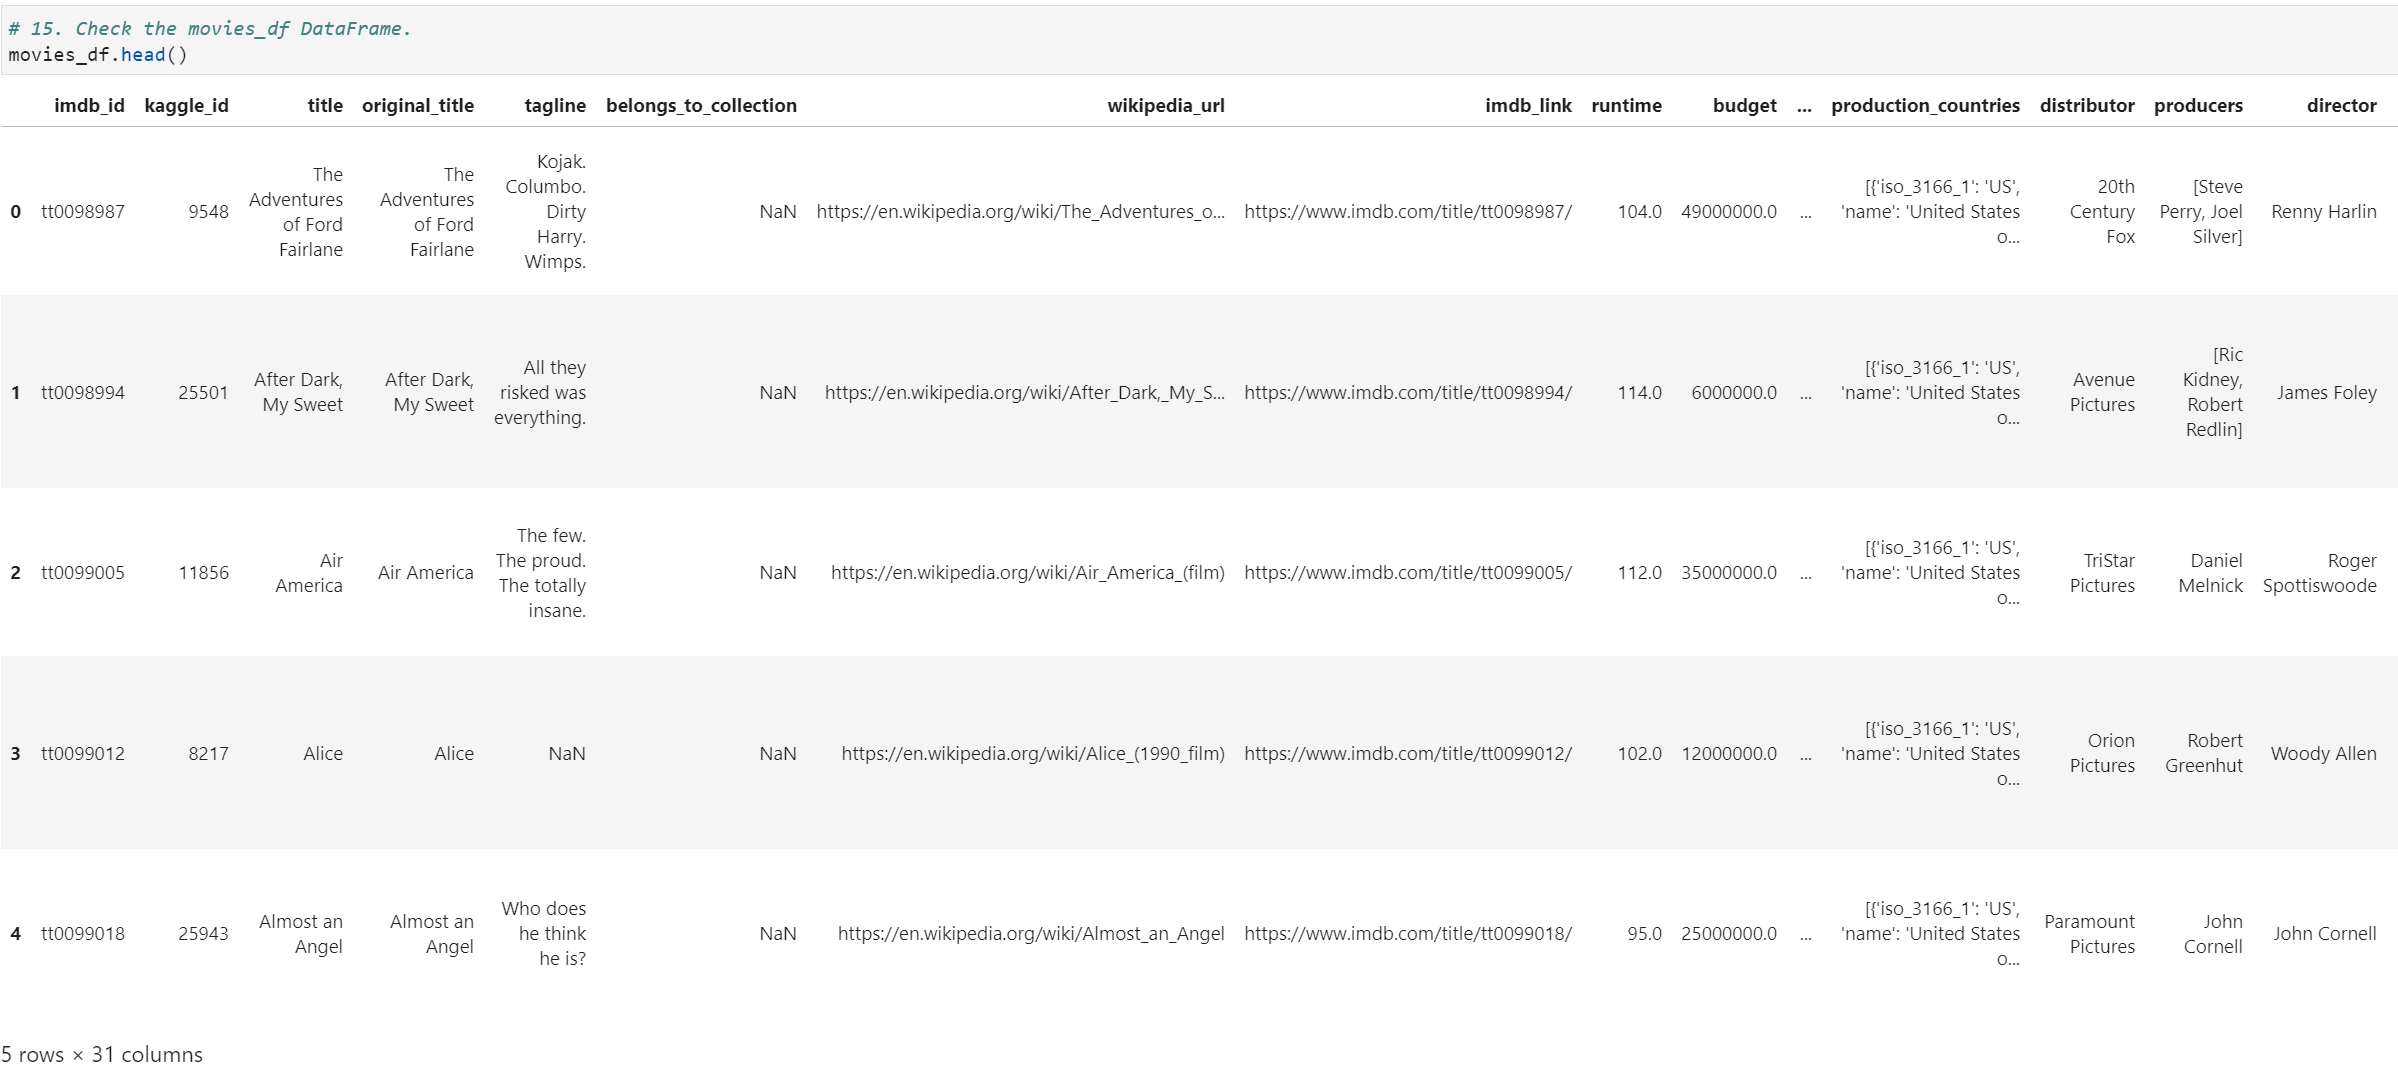 # 15. Check the movies_df DataFrame.
movies_df.head()
imdb_id kaggle_id title original_title tagline belongs_to_collection wikipedia_url imdb_link runtime budget ... production_countries distributor producers director
0 tt0098987 9548 The Adventures of Ford Fairlane The Adventures of Ford Fairlane Kojak. Columbo. Dirty Harry. Wimps. NaN https://en.wikipedia.org/wiki/The_Adventures_o... https://www.imdb.com/title/tt0098987/ 104.0 49000000.0 ... [{'iso_3166_1': 'US', 'name': 'United States o... 20th Century Fox [Steve Perry, Joel Silver] Renny Harlin
1 tt0098994 25501 After Dark, My Sweet After Dark, My Sweet All they risked was everything. NaN https://en.wikipedia.org/wiki/After_Dark,_My_S... https://www.imdb.com/title/tt0098994/ 114.0 6000000.0 ... [{'iso_3166_1': 'US', 'name': 'United States o... Avenue Pictures [Ric Kidney, Robert Redlin] James Foley
2 tt0099005 11856 Air America Air America The few. The proud. The totally insane. NaN https://en.wikipedia.org/wiki/Air_America_(film) https://www.imdb.com/title/tt0099005/ 112.0 35000000.0 ... [{'iso_3166_1': 'US', 'name': 'United States o... TriStar Pictures Daniel Melnick Roger Spottiswoode
3 tt0099012 8217 Alice Alice NaN NaN https://en.wikipedia.org/wiki/Alice_(1990_film) https://www.imdb.com/title/tt0099012/ 102.0 12000000.0 ... [{'iso_3166_1': 'US', 'name': 'United States o... Orion Pictures Robert Greenhut Woody Allen
4 tt0099018 25943 Almost an Angel Almost an Angel Who does he think he is? NaN https://en.wikipedia.org/wiki/Almost_an_Angel https://www.imdb.com/title/tt0099018/ 95.0 25000000.0 ... [{'iso_3166_1': 'US', 'name': 'United States o... Paramount Pictures John Cornell John Cornell
5 rows × 31 columns